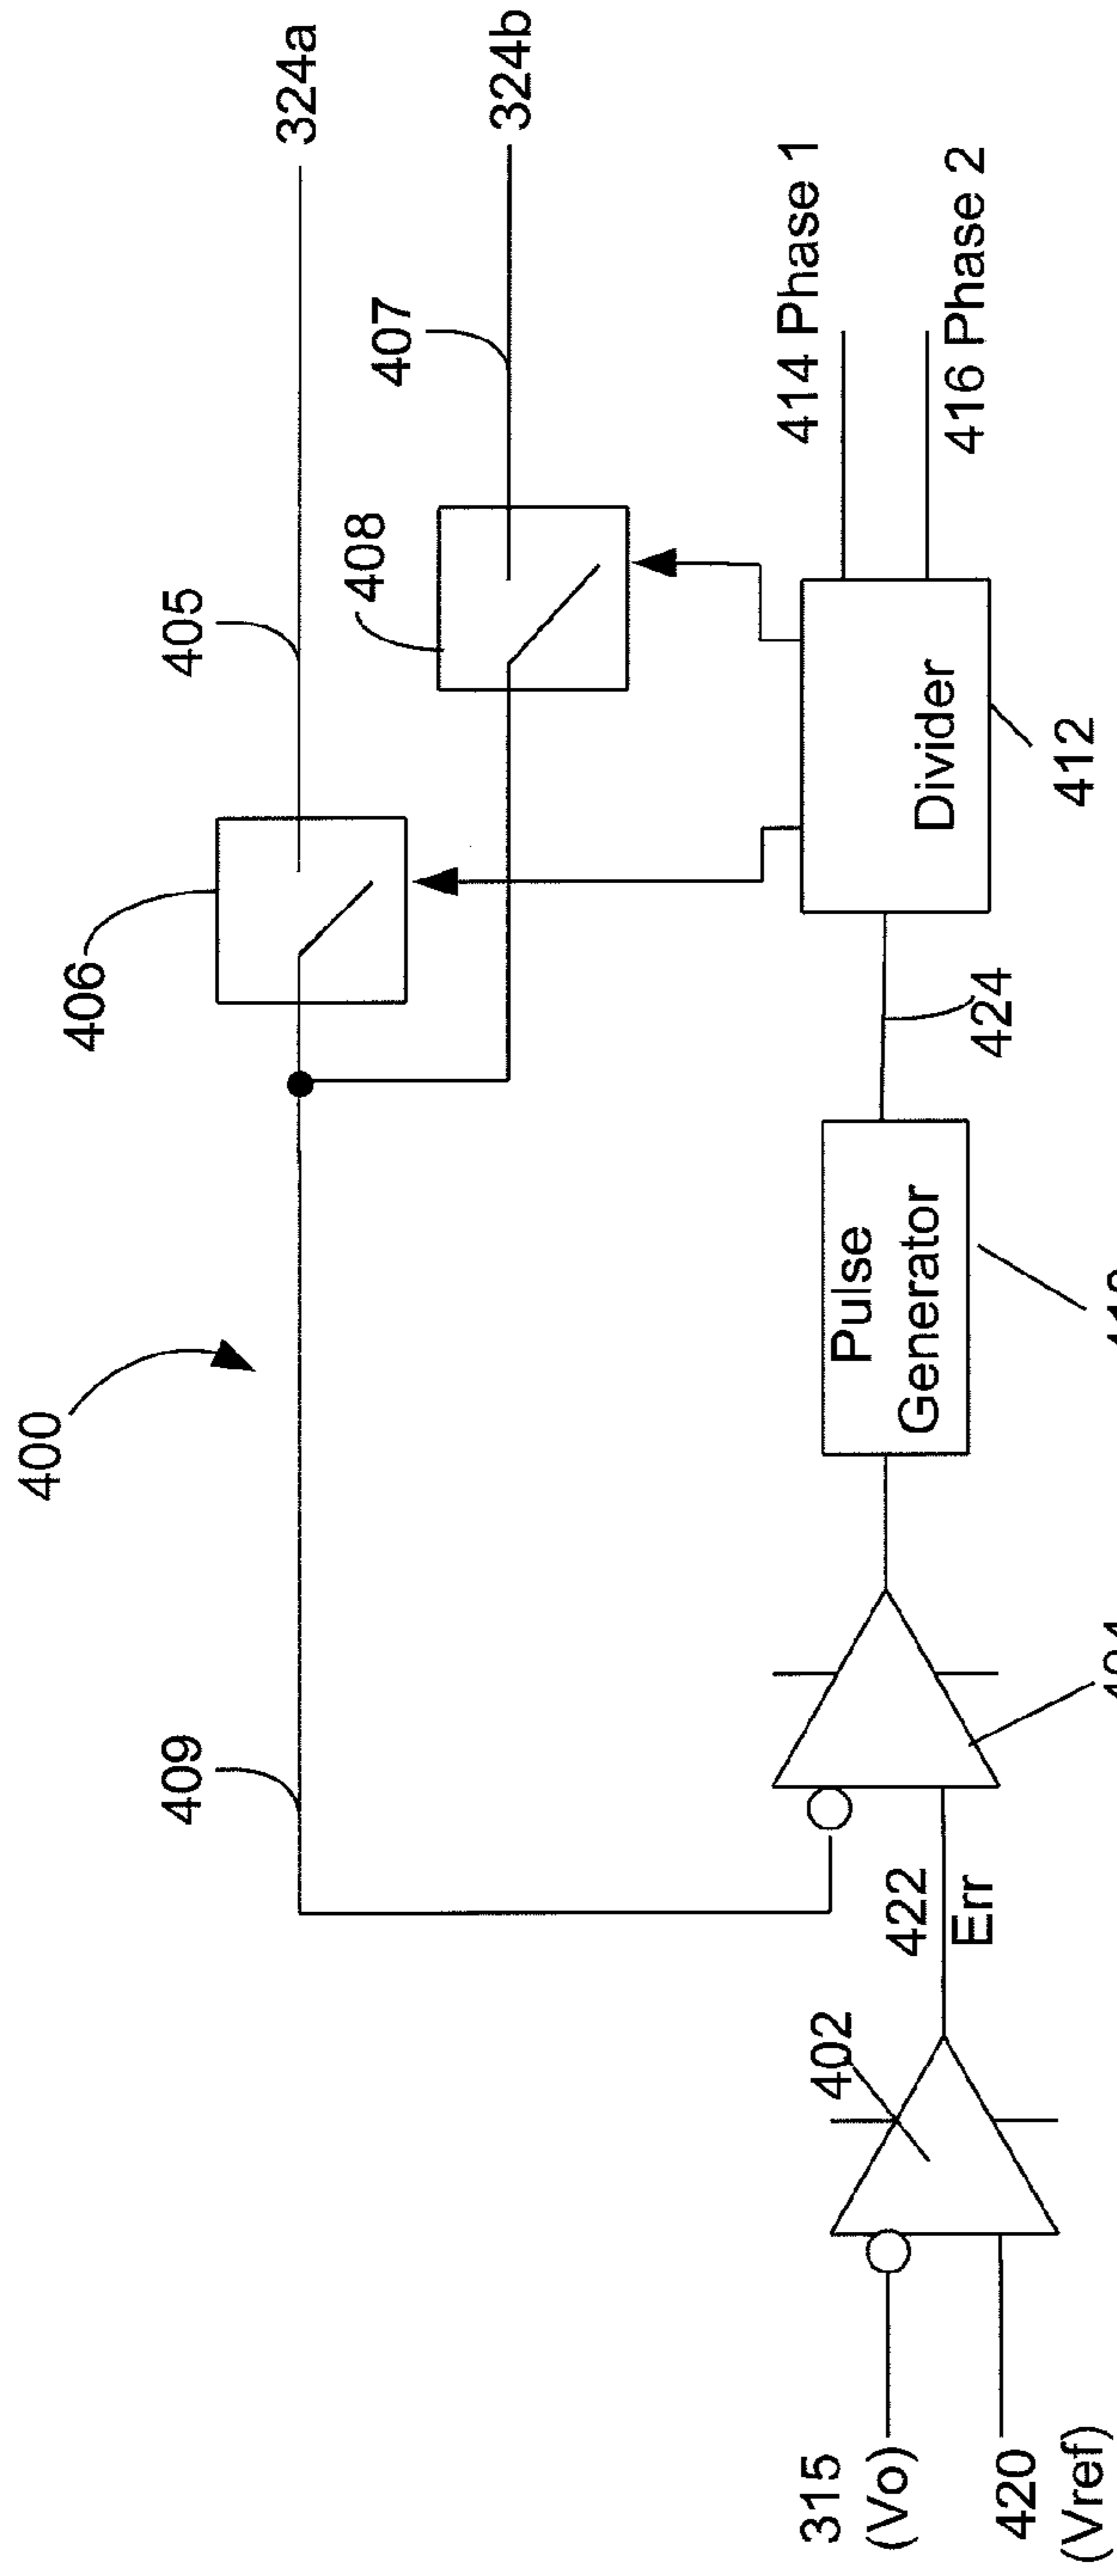 400
406
405
324a
408
407
324b
409
402
422
Err
Pulse
Generator
424
Divider
412
414 Phase 1
416 Phase 2
315
(Vo)
420
(Vref)